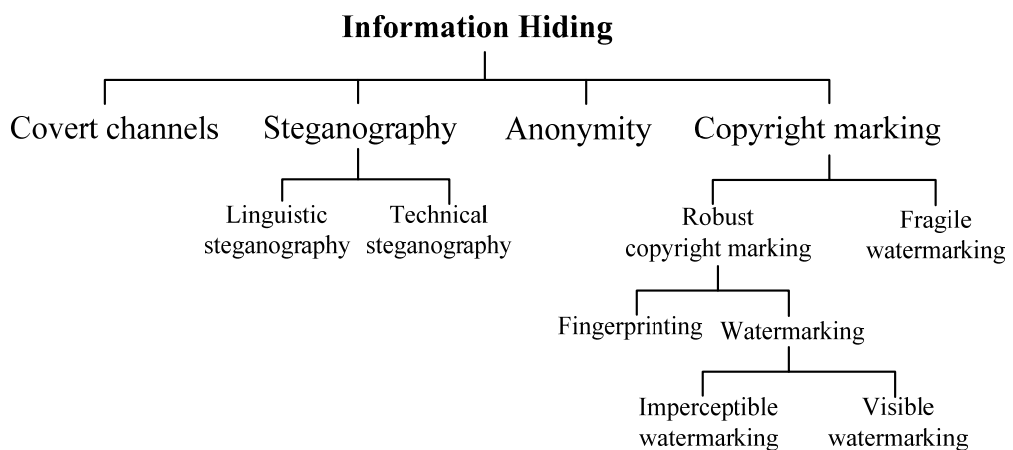 Information Hiding
Covert channels
Steganography
Anonymity
Copyright marking
Linguistic
steganography
Technical
steganography
Robust
copyright marking
Fragile
watermarking
Fingerprinting
Watermarking
Imperceptible
watermarking
Visible
watermarking